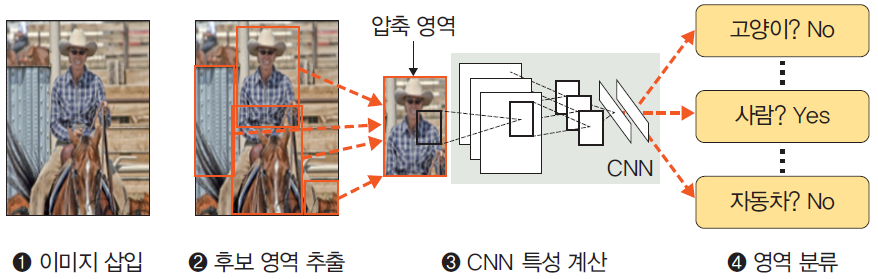 압축 영역
고양이? No
사람? Yes
CNN
자동차? No
❶ 이미지 삽입
❷ 후보 영역 추출
❸ CNN 특성 계산
❹ 영역 분류